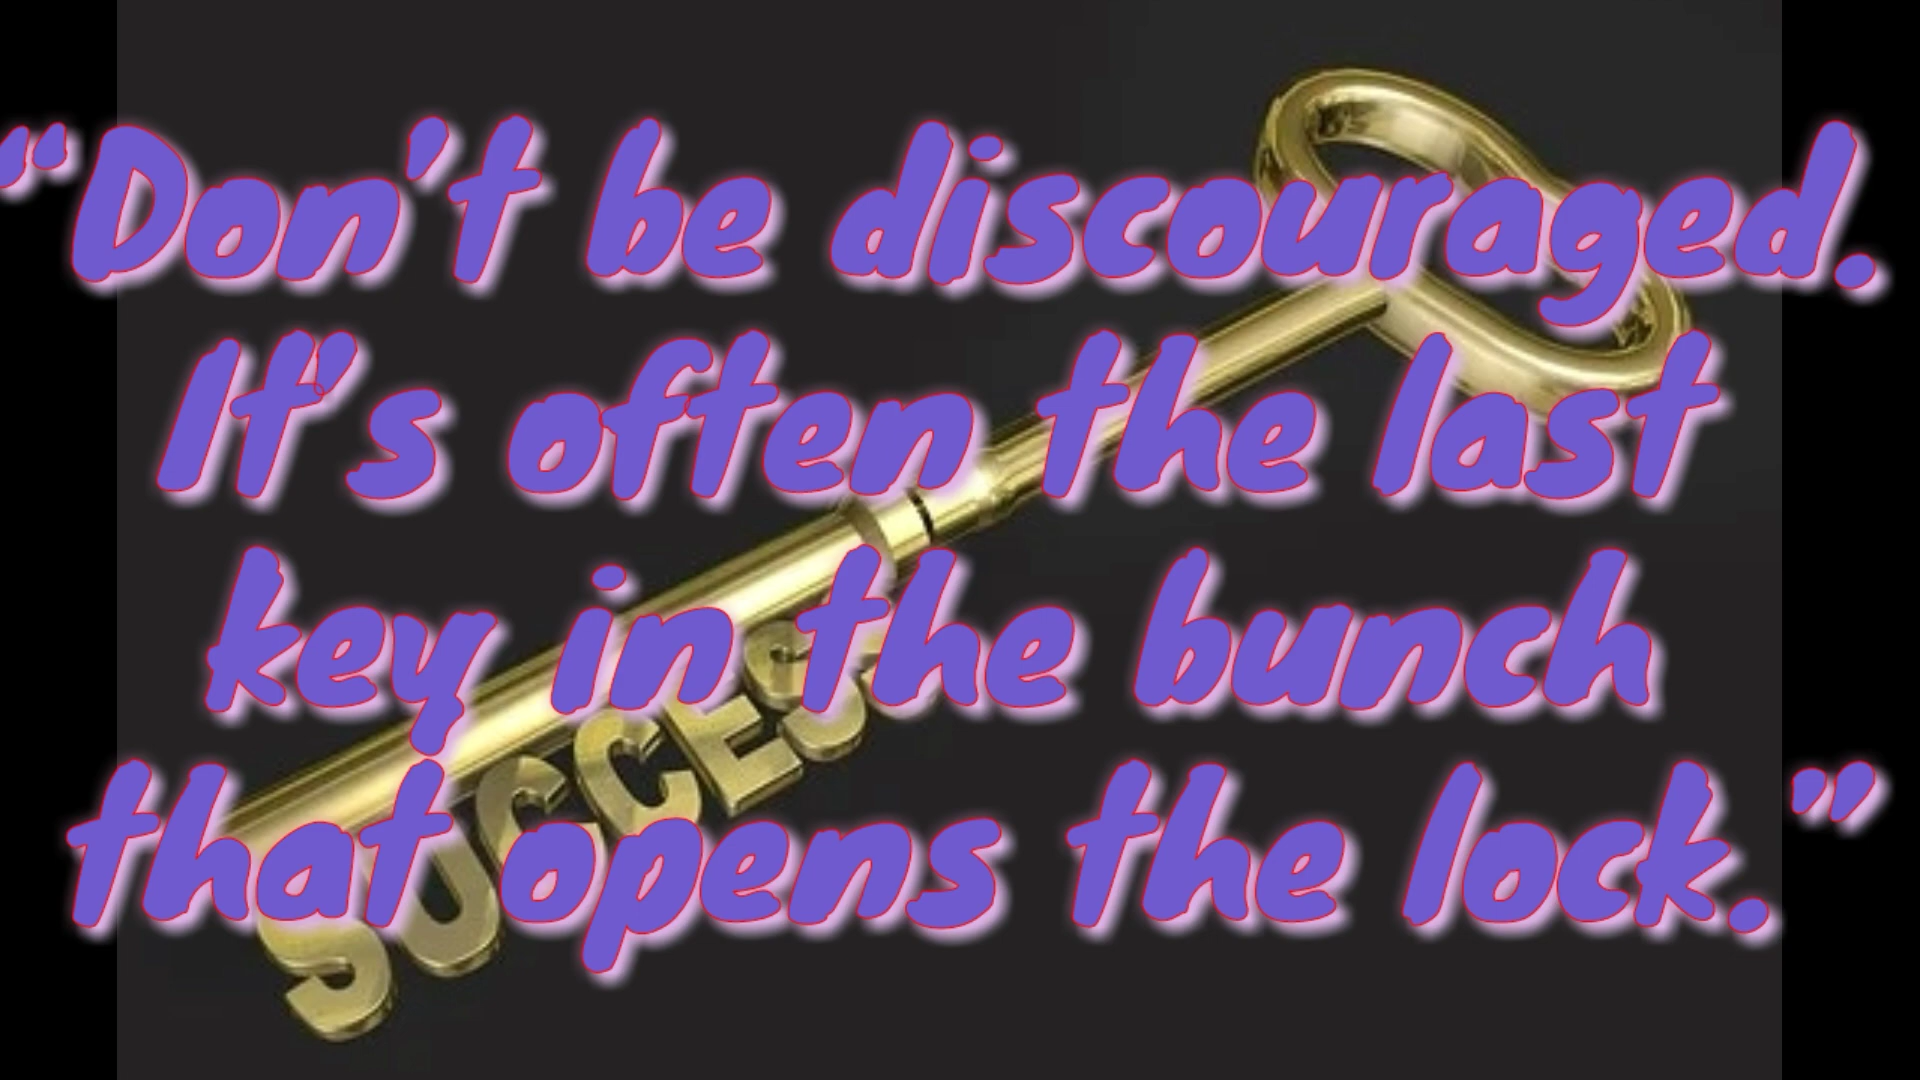 “Don't be discouraged.
It's often the last
key in the bunch
that opens the lock.”
SUCCESS